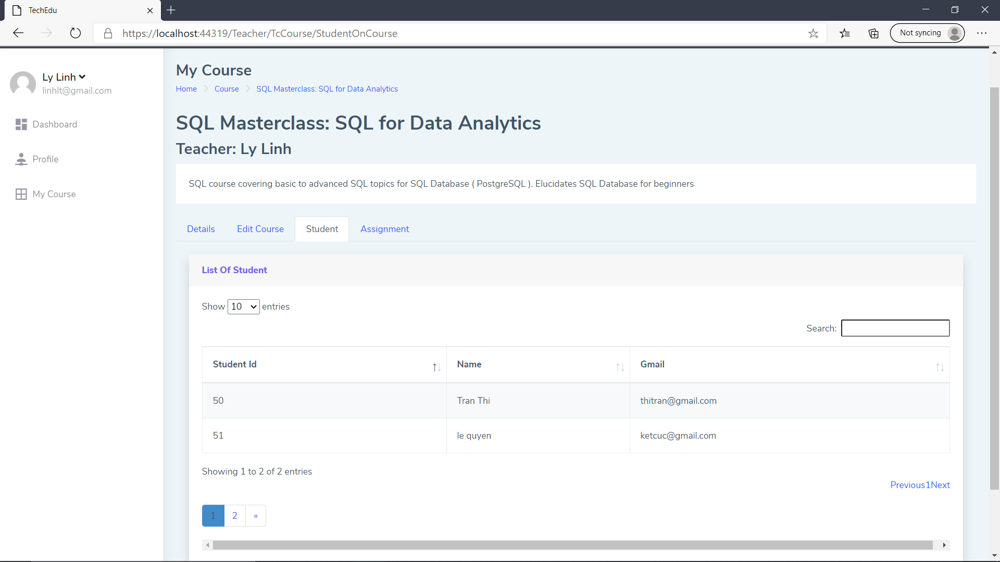 TechEdu
https://localhost:44319/Teacher/TcCourse/StudentOnCourse
Not syncing
Ly Linh
linhlt@gmail.com
Dashboard
Profile
My Course
My Course
Home Course SQL Masterclass: SQL for Data Analytics
SQL Masterclass: SQL for Data Analytics
Teacher: Ly Linh
SQL course covering basic to advanced SQL topics for SQL Database ( PostgreSQL ). Elucidates SQL Database for beginners
Details Edit Course Student Assignment
List Of Student
Show 10 entries
Search:
Student Id Name Gmail
50 Tran Thi thitran@gmail.com
51 le quyen ketcuc@gmail.com
Showing 1 to 2 of 2 entries
Previous1Next
1 2 »